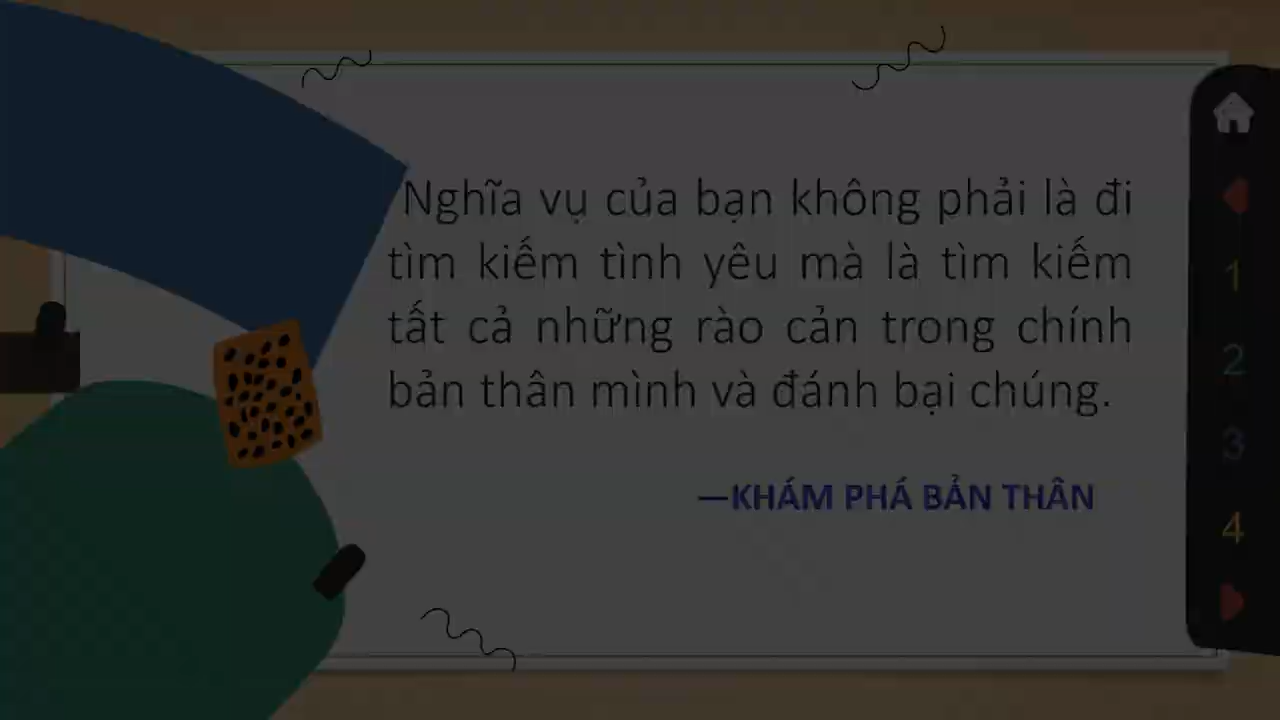 Nghĩa vụ của bạn không phải là đi
tìm kiếm tình yêu mà là tìm kiếm
tất cả những rào cản trong chính
bản thân mình và đánh bại chúng.
—KHÁM PHÁ BẢN THÂN
1
2
3
4